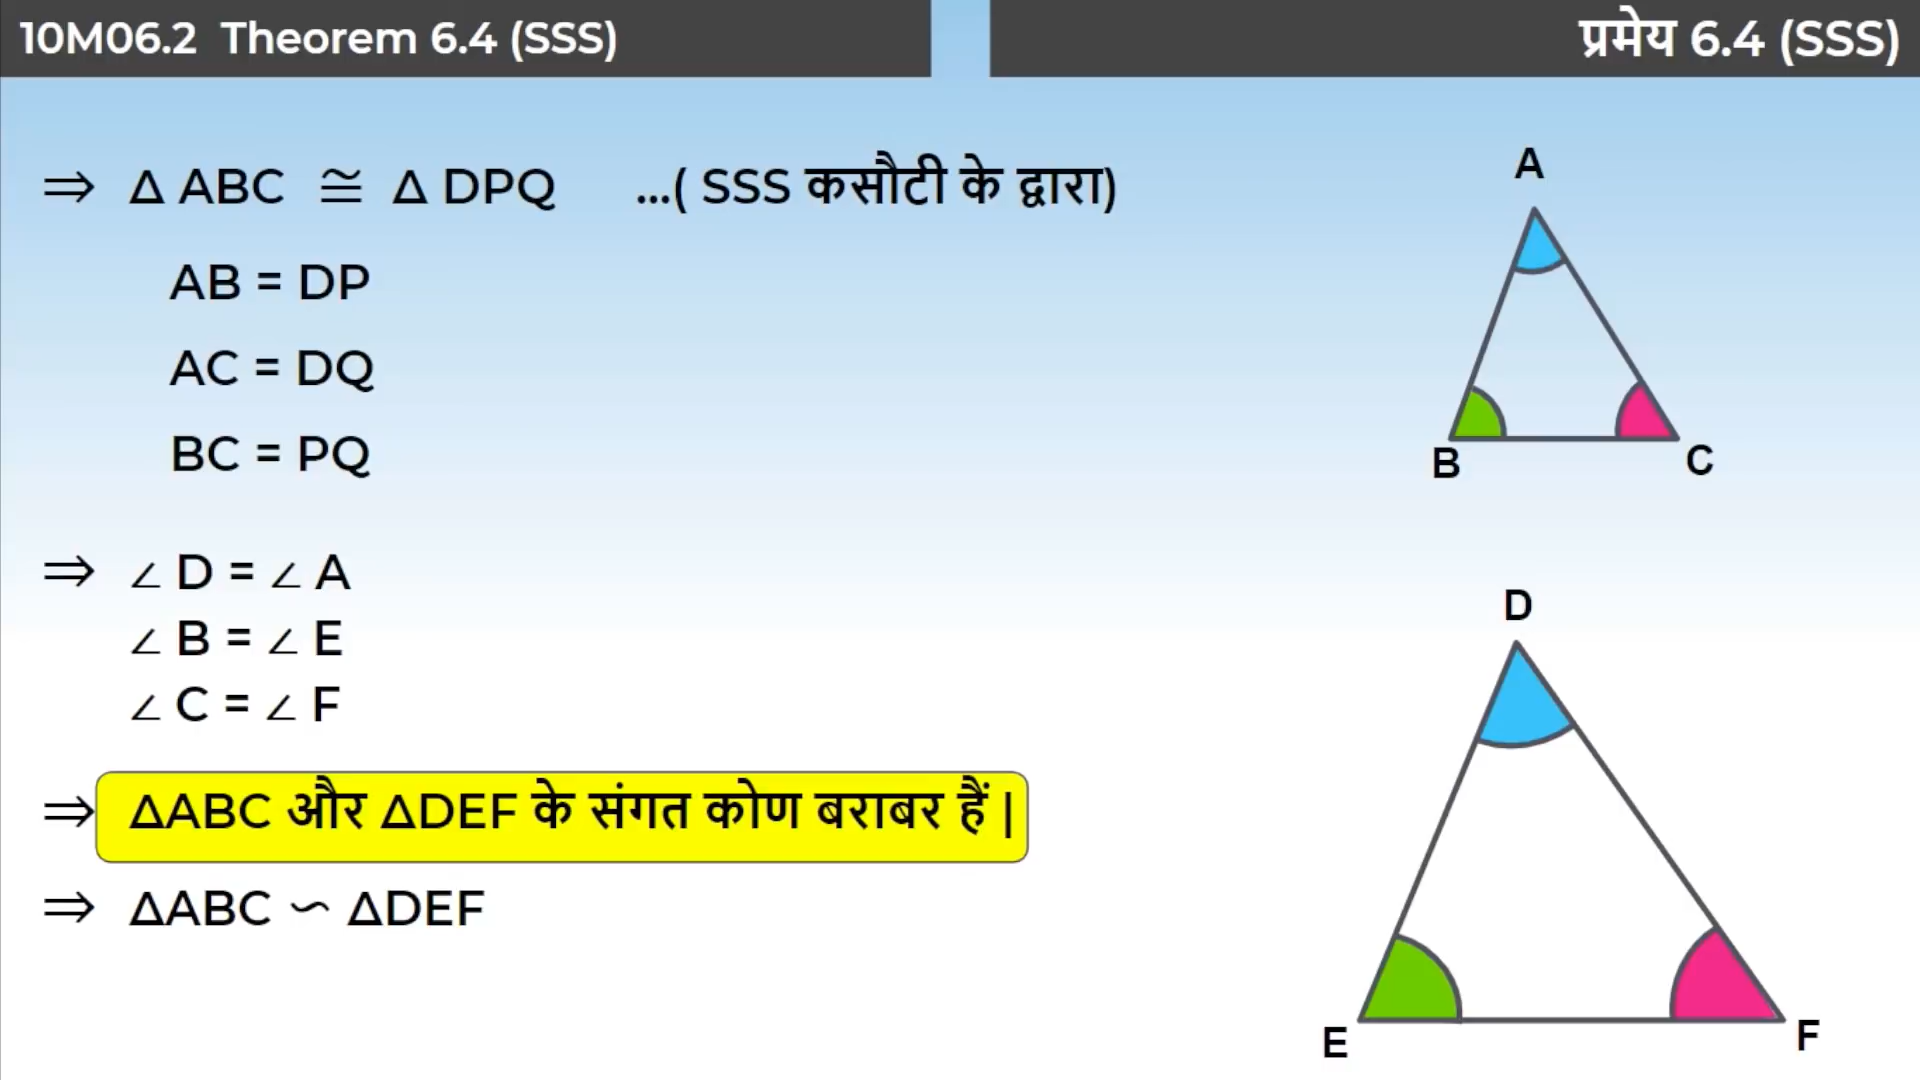 10M06.2 Theorem 6.4 (SSS)
प्रमेय 6.4 (SSS)
⇒ Δ ABC ≅ Δ DPQ ...( SSS कसौटी के द्वारा)
AB = DP
AC = DQ
BC = PQ
⇒ ∠ D = ∠ A
∠ B = ∠ E
∠ C = ∠ F
⇒ ΔABC और ΔDEF के संगत कोण बराबर हैं |
⇒ ΔABC ∽ ΔDEF
A
B
C
D
E
F